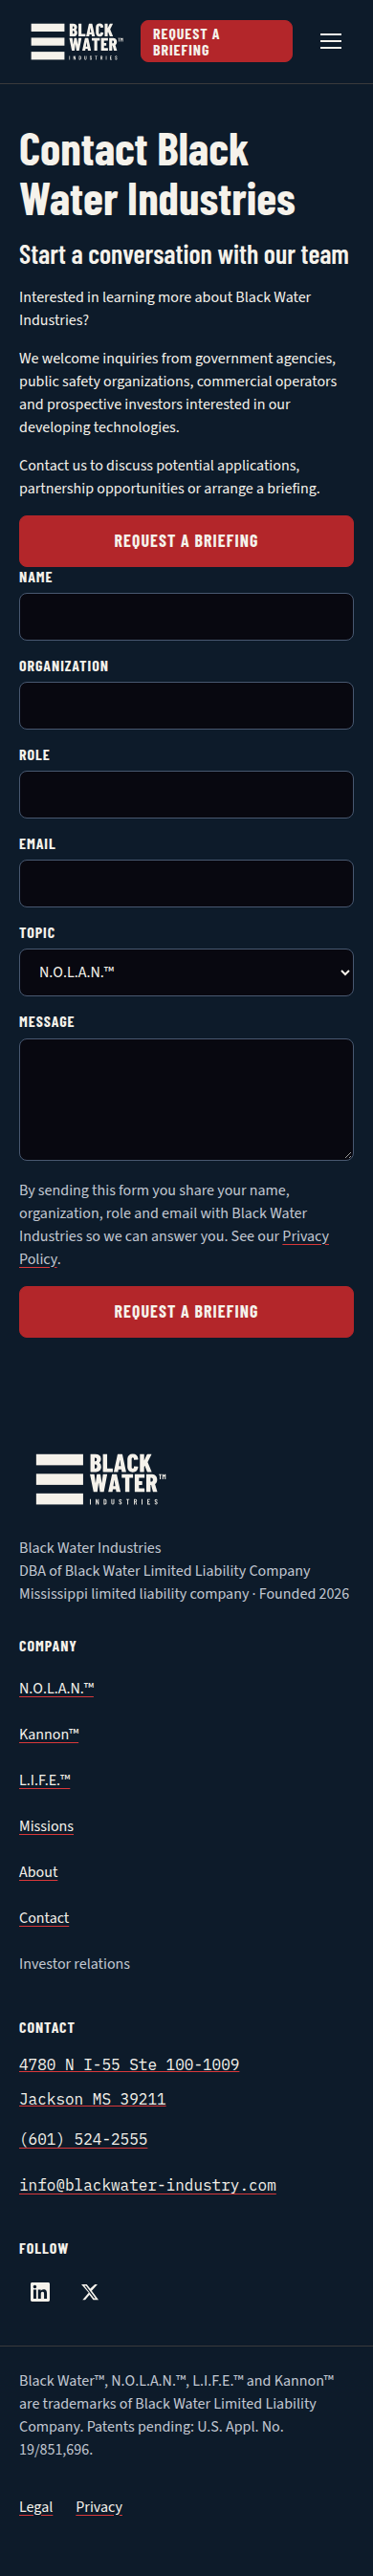 BLACK
WATER™
INDUSTRIES
REQUEST A
BRIEFING
Contact Black
Water Industries
Start a conversation with our team
Interested in learning more about Black Water
Industries?
We welcome inquiries from government agencies,
public safety organizations, commercial operators
and prospective investors interested in our
developing technologies.
Contact us to discuss potential applications,
partnership opportunities or arrange a briefing.
REQUEST A BRIEFING
NAME
ORGANIZATION
ROLE
EMAIL
TOPIC
N.O.L.A.N.™
MESSAGE
By sending this form you share your name,
organization, role and email with Black Water
Industries so we can answer you. See our Privacy
Policy.
REQUEST A BRIEFING
BLACK
WATER™
INDUSTRIES
Black Water Industries
DBA of Black Water Limited Liability Company
Mississippi limited liability company · Founded 2026
COMPANY
N.O.L.A.N.™
Kannon™
L.I.F.E.™
Missions
About
Contact
Investor relations
CONTACT
4780 N I-55 Ste 100-1009
Jackson MS 39211
(601) 524-2555
info@blackwater-industry.com
FOLLOW
Black Water™, N.O.L.A.N.™, L.I.F.E.™ and Kannon™
are trademarks of Black Water Limited Liability
Company. Patents pending: U.S. Appl. No.
19/851,696.
Legal Privacy